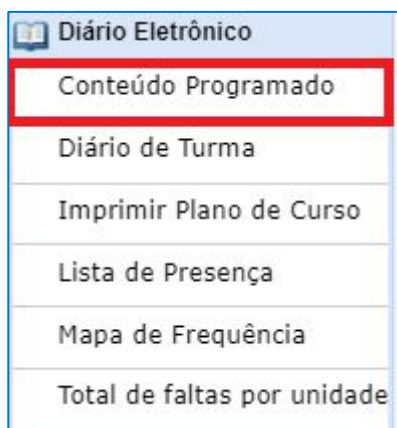 Diário Eletrônico
Conteúdo Programado
Diário de Turma
Imprimir Plano de Curso
Lista de Presença
Mapa de Frequência
Total de faltas por unidade